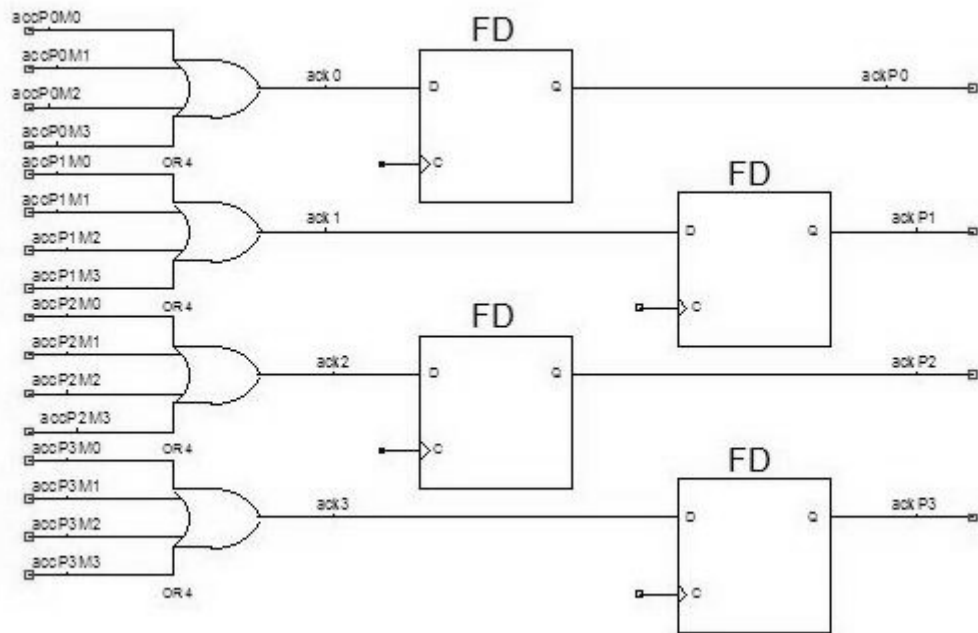 accP0M0
FD
accP0M1
ack0
ackP0
D
Q
accP0M2
accP0M3
OR4
C
accP1M0
FD
accP1M1
ack1
ackP1
D
Q
accP1M2
accP1M3
OR4
C
accP2M0
FD
accP2M1
ack2
ackP2
D
Q
accP2M2
accP2M3
OR4
C
accP3M0
FD
accP3M1
ack3
ackP3
D
Q
accP3M2
accP3M3
OR4
C